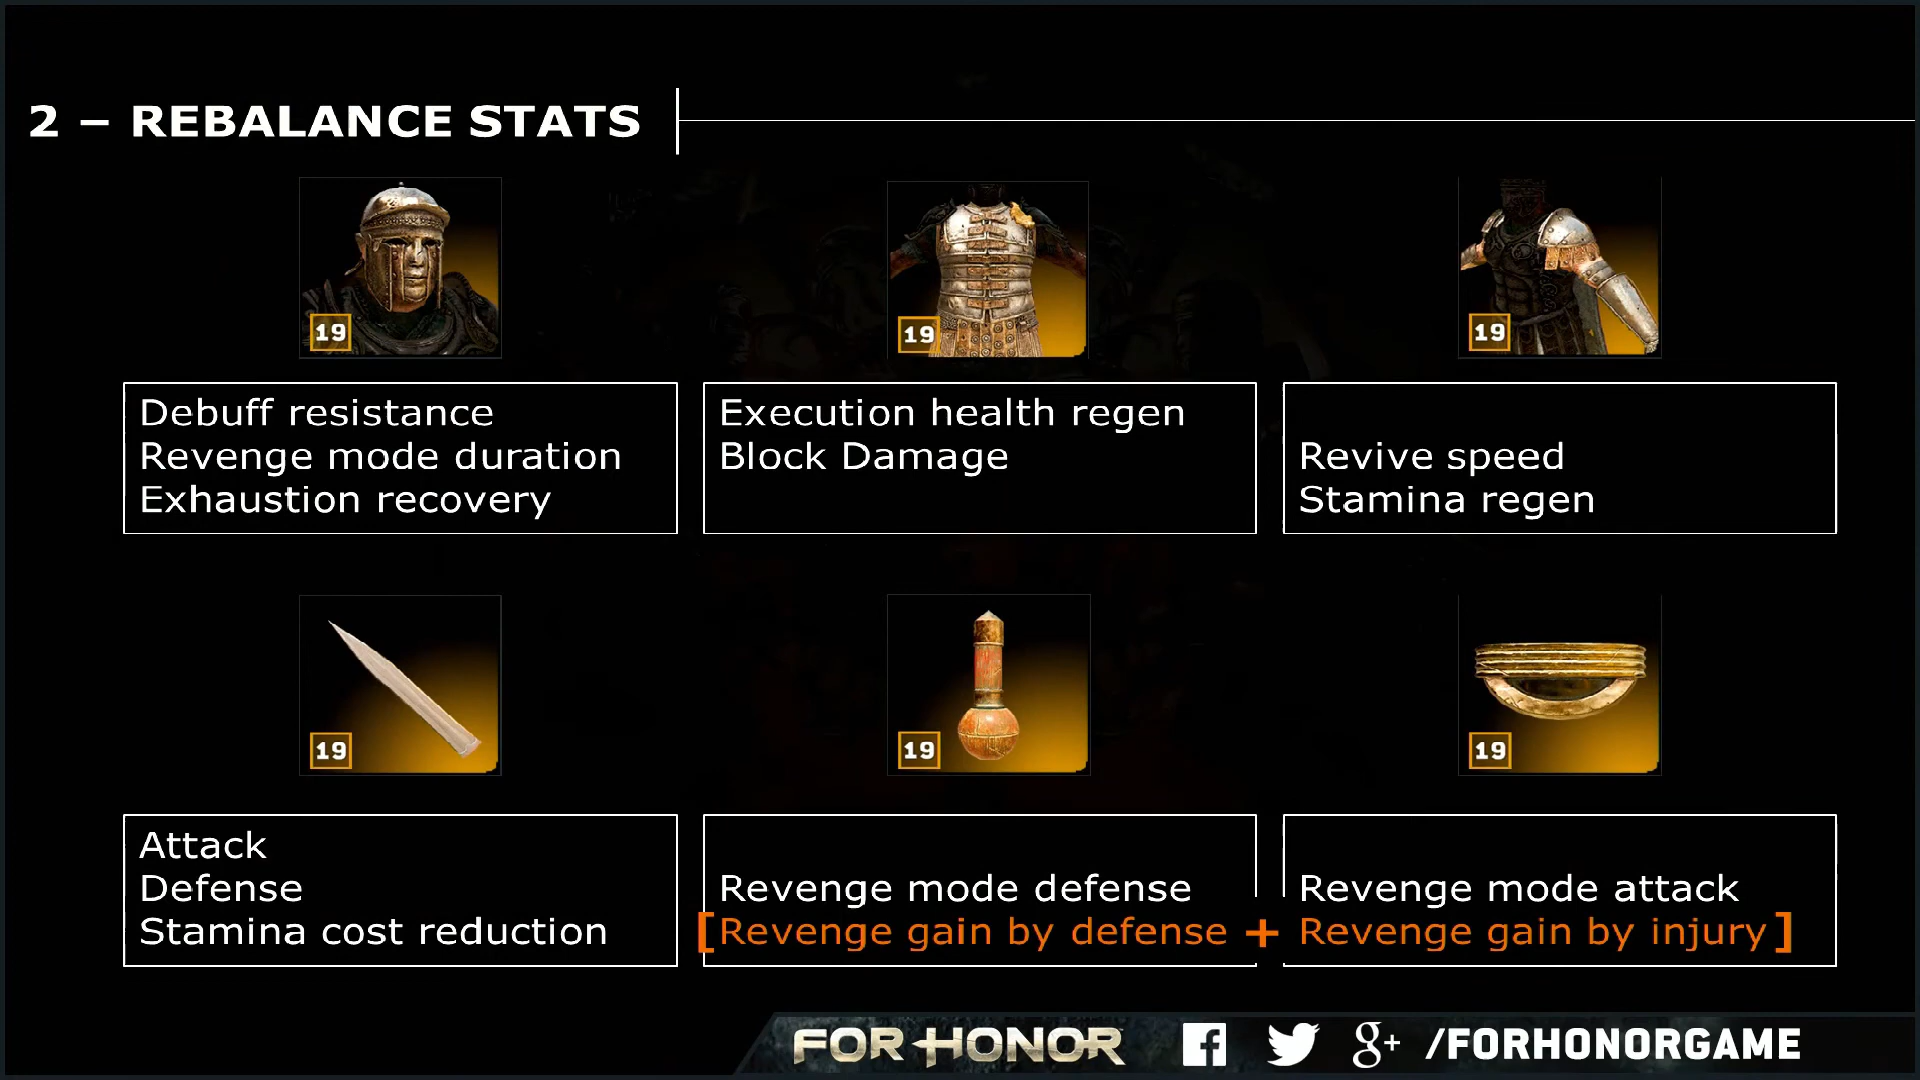 2 – REBALANCE STATS
19
19
19
Debuff resistance
Revenge mode duration
Exhaustion recovery
Execution health regen
Block Damage
Revive speed
Stamina regen
19
19
19
Attack
Defense
Stamina cost reduction
Revenge mode defense
Revenge mode attack
[Revenge gain by defense + Revenge gain by injury]
FOR HONOR f g+ /FORHONORGAME